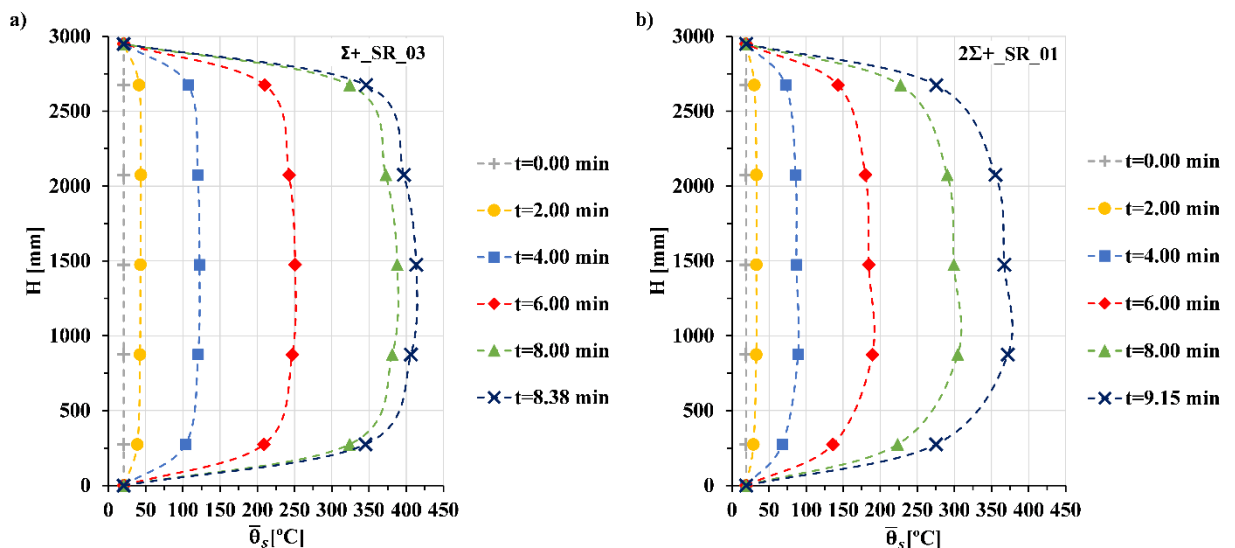 a)
Σ+_SR_03
3000
2500
2000
1500
1000
500
0
H [mm]
0 50 100 150 200 250 300 350 400 450
θ̅s[ºC]
t=0.00 min
t=2.00 min
t=4.00 min
t=6.00 min
t=8.00 min
t=8.38 min
b)
2Σ+_SR_01
3000
2500
2000
1500
1000
500
0
H [mm]
0 50 100 150 200 250 300 350 400 450
θ̅s [ºC]
t=0.00 min
t=2.00 min
t=4.00 min
t=6.00 min
t=8.00 min
t=9.15 min